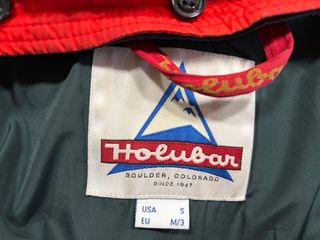 Holubar
Holubar
BOULDER, COLORADO
SINCE 1947
USA S
EU M/3